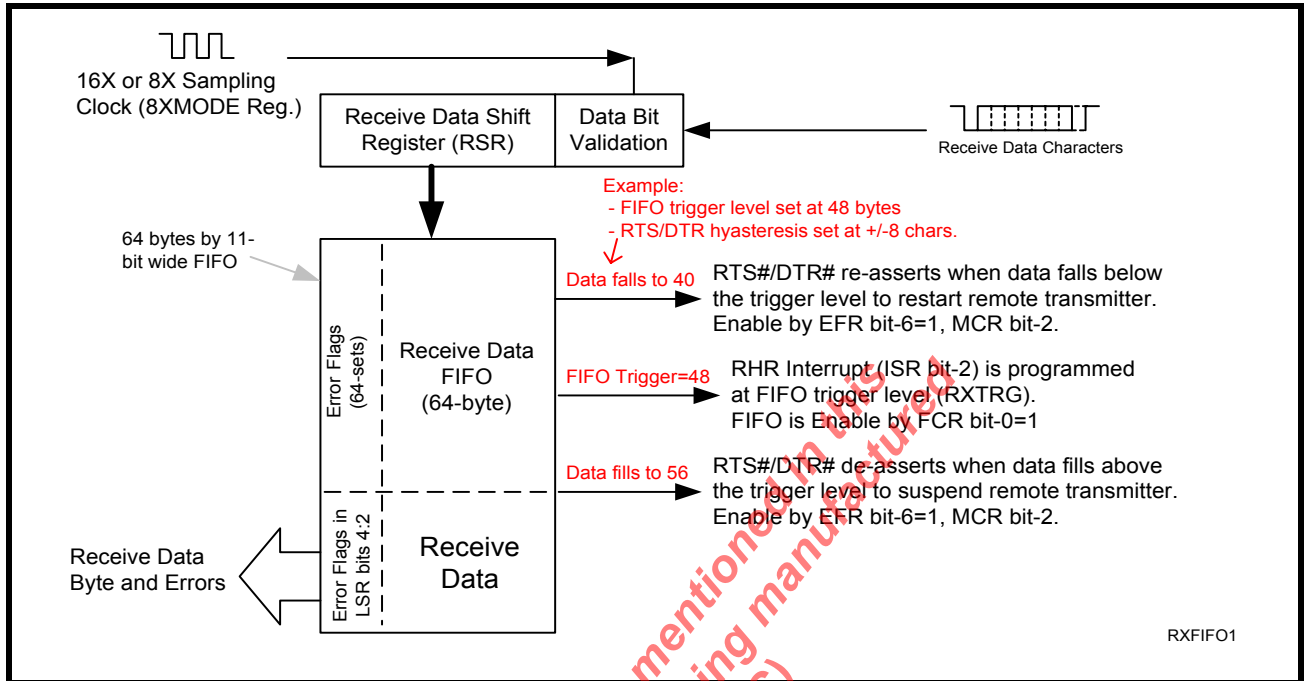 16X or 8X Sampling
Clock (8XMODE Reg.)
Receive Data Shift
Register (RSR)
Data Bit
Validation
Receive Data Characters
Example:
- FIFO trigger level set at 48 bytes
- RTS/DTR hyasteresis set at +/-8 chars.
64 bytes by 11-
bit wide FIFO
Error Flags
(64-sets)
Receive Data
FIFO
(64-byte)
Data falls to 40
RTS#/DTR# re-asserts when data falls below
the trigger level to restart remote transmitter.
Enable by EFR bit-6=1, MCR bit-2.
FIFO Trigger=48
RHR Interrupt (ISR bit-2) is programmed
at FIFO trigger level (RXTRG).
FIFO is Enable by FCR bit-0=1
Data fills to 56
RTS#/DTR# de-asserts when data fills above
the trigger level to suspend remote transmitter.
Enable by EFR bit-6=1, MCR bit-2.
Error Flags in
LSR bits 4:2
Receive
Data
Receive Data
Byte and Errors
mentioned in this
ing manufactured
RXFIFO1